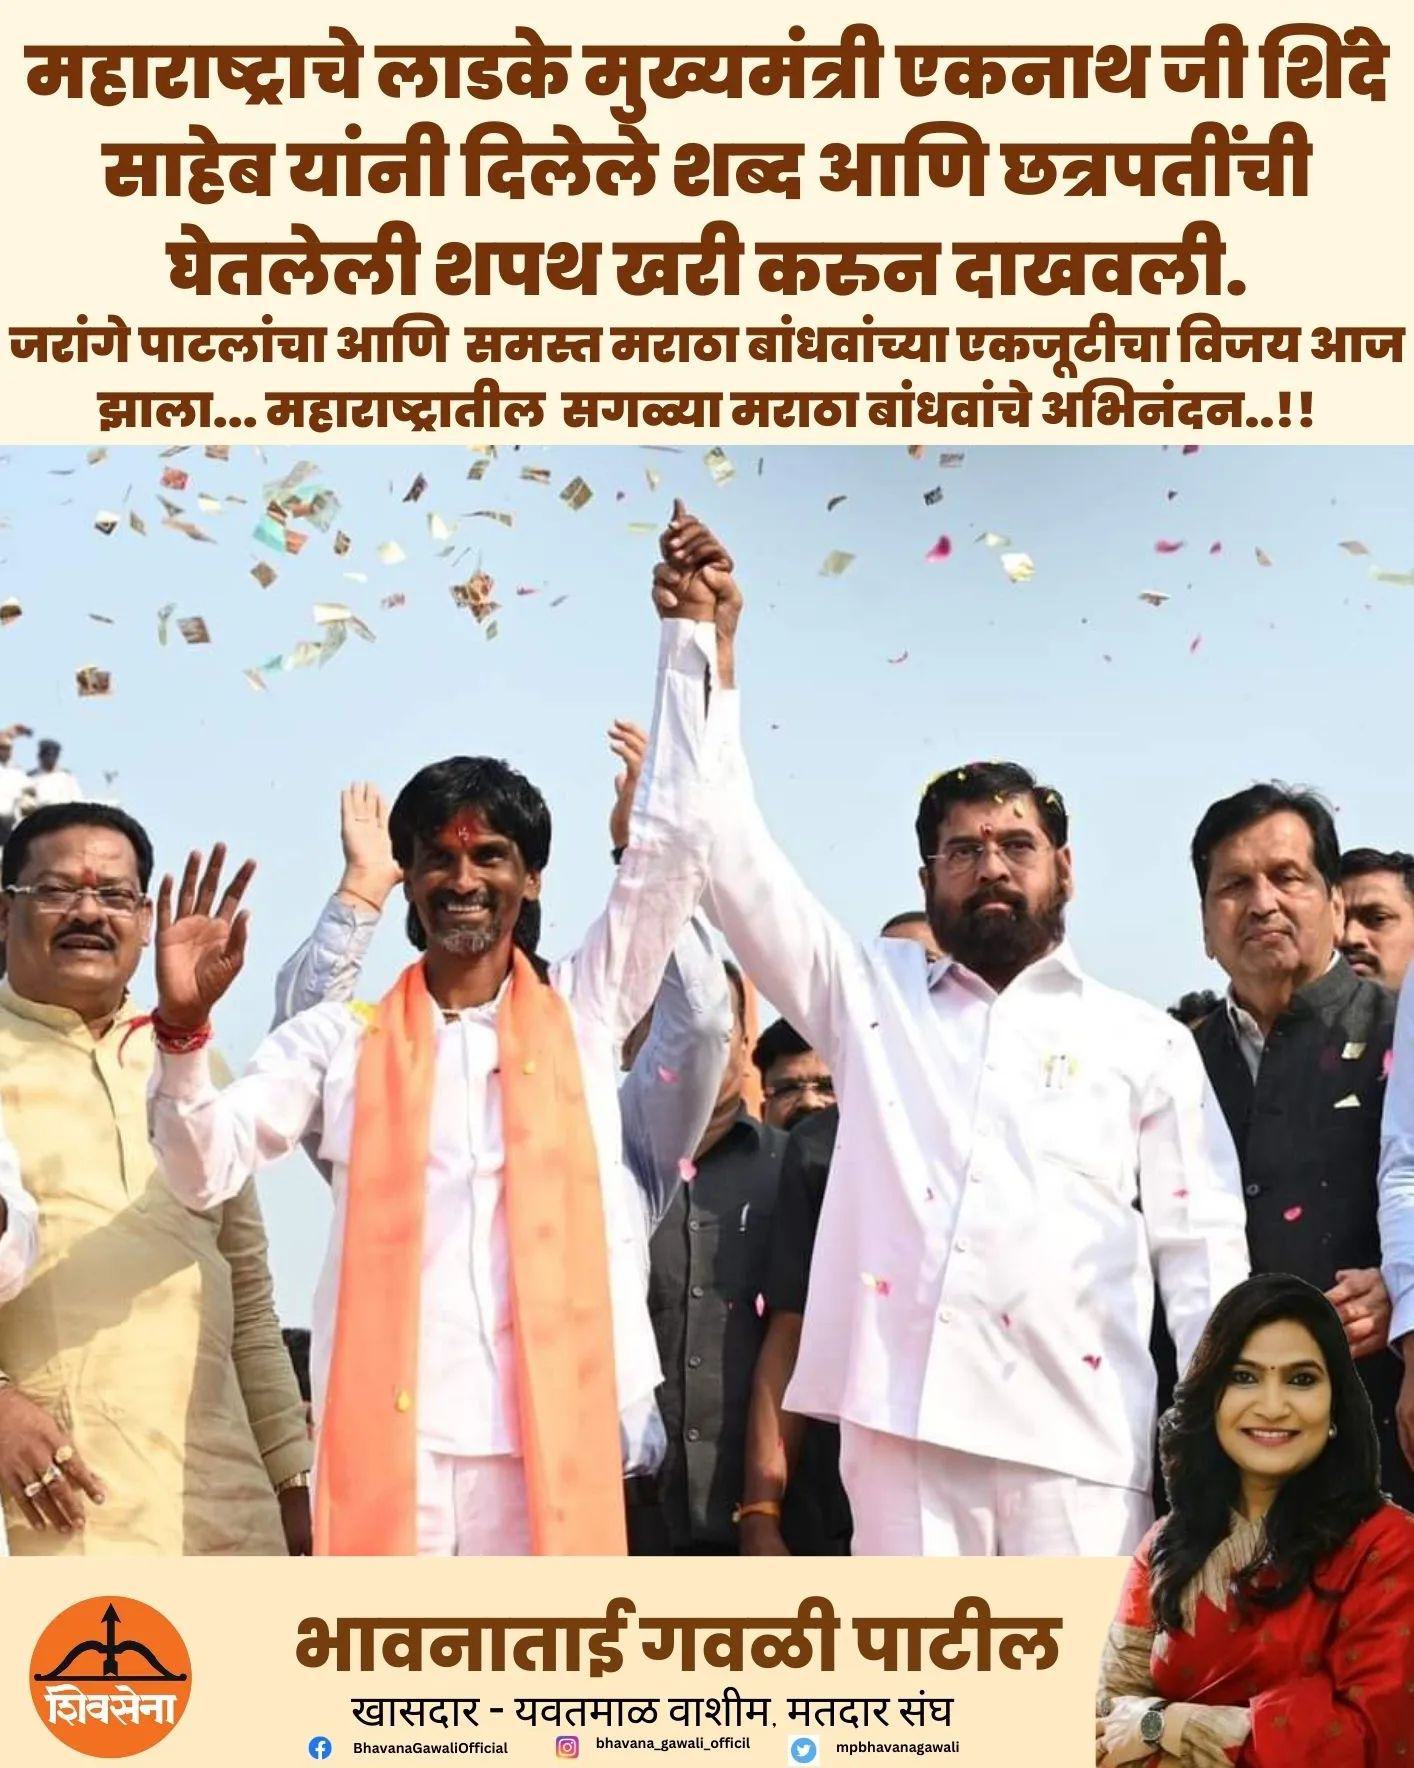 महाराष्ट्राचे लाडके मुख्यमंत्री एकनाथ जी शिंदे
साहेब यांनी दिलेले शब्द आणि छत्रपतींची
घेतलेली शपथ खरी करुन दाखवली.
जरांगे पाटलांचा आणि समस्त मराठा बांधवांच्या एकजूटीचा विजय आज
झाला... महाराष्ट्रातील सगळ्या मराठा बांधवांचे अभिनंदन..!!
भावनाताई गवळी पाटील
शिवसेना
खासदार - यवतमाळ वाशीम, मतदार संघ
BhavanaGawaliOfficial bhavana_gawali_officil mpbhavanagawali